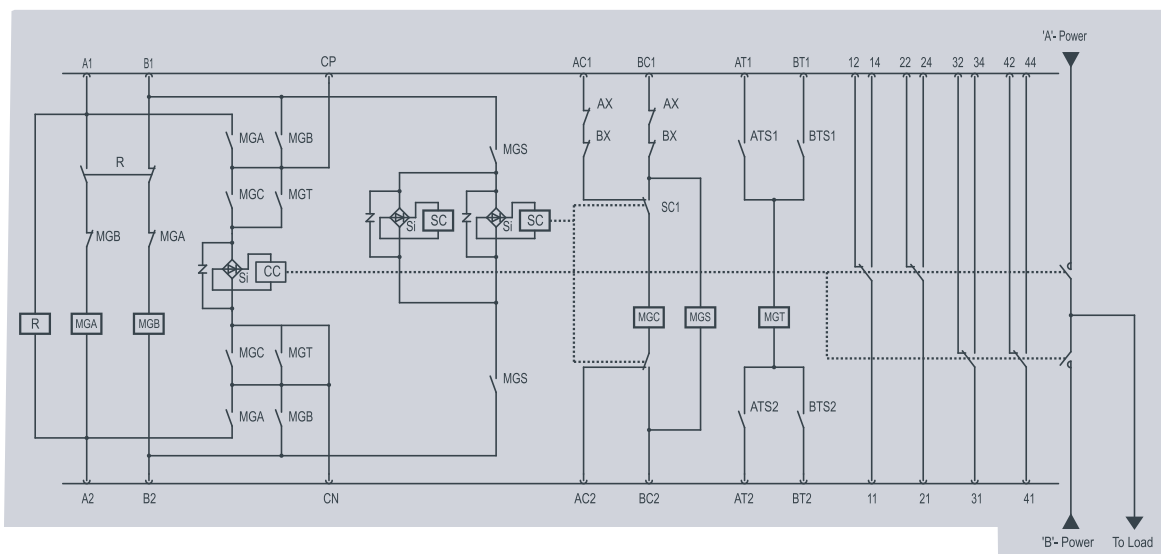 'A'- Power
A1 B1 CP AC1 BC1 AT1 BT1 12 14 22 24 32 34 42 44
AX AX
MGA MGB BX BX ATS1 BTS1
MGS
R
MGC MGT
SC1
SC SC
Si Si
MGB MGA
CC
Si
R MGA MGB MGC MGS MGT
MGC MGT
MGS
MGA MGB ATS2 BTS2
A2 B2 CN AC2 BC2 AT2 BT2 11 21 31 41
'B'- Power To Load